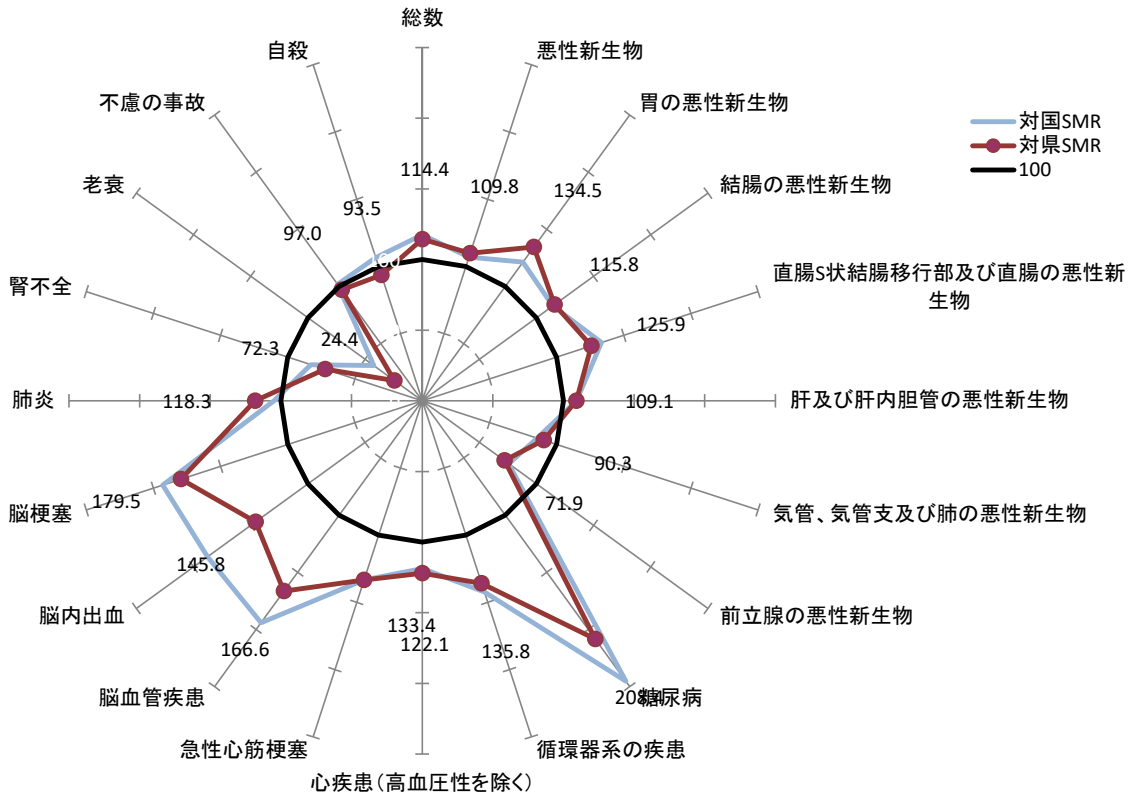 総数
自殺
悪性新生物
不慮の事故
胃の悪性新生物
対国SMR
対県SMR
100
老衰
結腸の悪性新生物
114.4
109.8
134.5
93.5
97.0
100
115.8
腎不全
直腸S状結腸移行部及び直腸の悪性新
生物
125.9
24.4
72.3
肺炎
118.3
109.1
肝及び肝内胆管の悪性新生物
90.3
脳梗塞
179.5
71.9
気管、気管支及び肺の悪性新生物
145.8
脳内出血
前立腺の悪性新生物
133.4
122.1
166.6
135.8
脳血管疾患
208.4
糖尿病
急性心筋梗塞
循環器系の疾患
心疾患(高血圧性を除く)